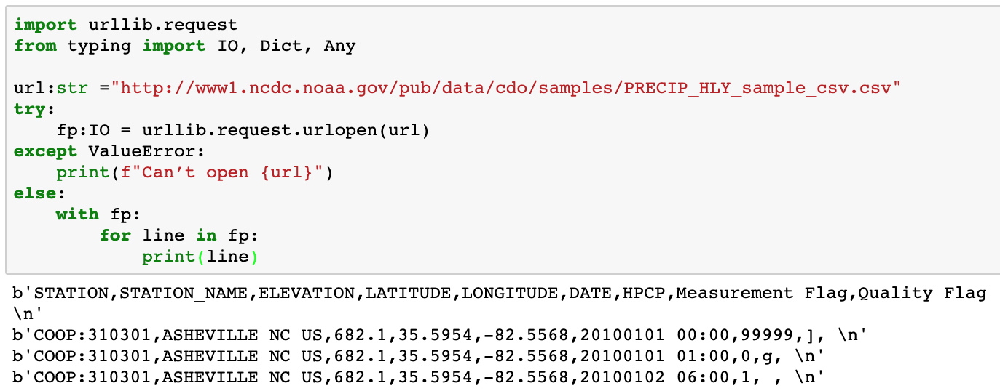 import urllib.request
from typing import IO, Dict, Any
url:str ="http://www1.ncdc.noaa.gov/pub/data/cdo/samples/PRECIP_HLY_sample_csv.csv"
try:
    fp:IO = urllib.request.urlopen(url)
except ValueError:
    print(f"Can’t open {url}")
else:
    with fp:
        for line in fp:
            print(line)
b'STATION,STATION_NAME,ELEVATION,LATITUDE,LONGITUDE,DATE,HPCP,Measurement Flag,Quality Flag
\n'
b'COOP:310301,ASHEVILLE NC US,682.1,35.5954,-82.5568,20100101 00:00,99999,], \n'
b'COOP:310301,ASHEVILLE NC US,682.1,35.5954,-82.5568,20100101 01:00,0,g, \n'
b'COOP:310301,ASHEVILLE NC US,682.1,35.5954,-82.5568,20100102 06:00,1, , \n'